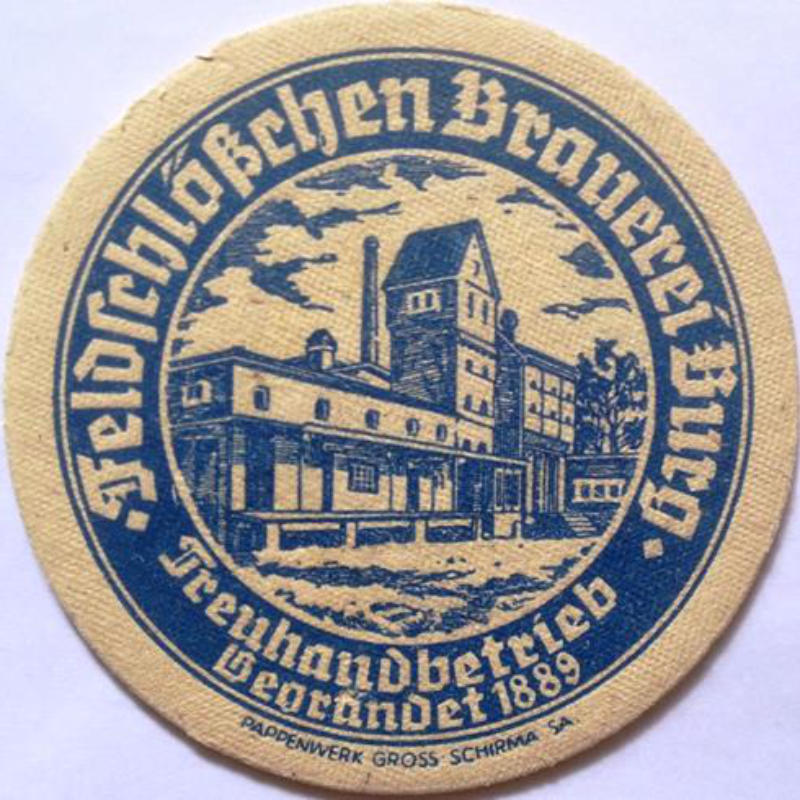 Feldschlößchen Brauerei Burg
Treuhandbetrieb
Gegründet 1889
PAPPENWERK GROSS SCHIRMA SA.